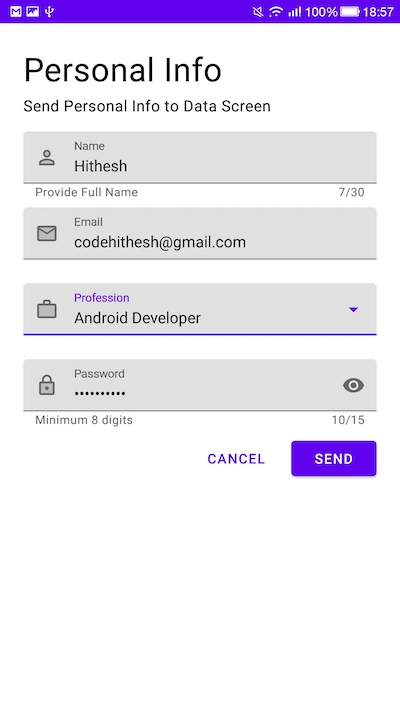 100% 18:57
Personal Info
Send Personal Info to Data Screen
Name
Hithesh
Provide Full Name 7/30
Email
codehithesh@gmail.com
Profession
Android Developer
Password
••••••••••
Minimum 8 digits 10/15
CANCEL SEND